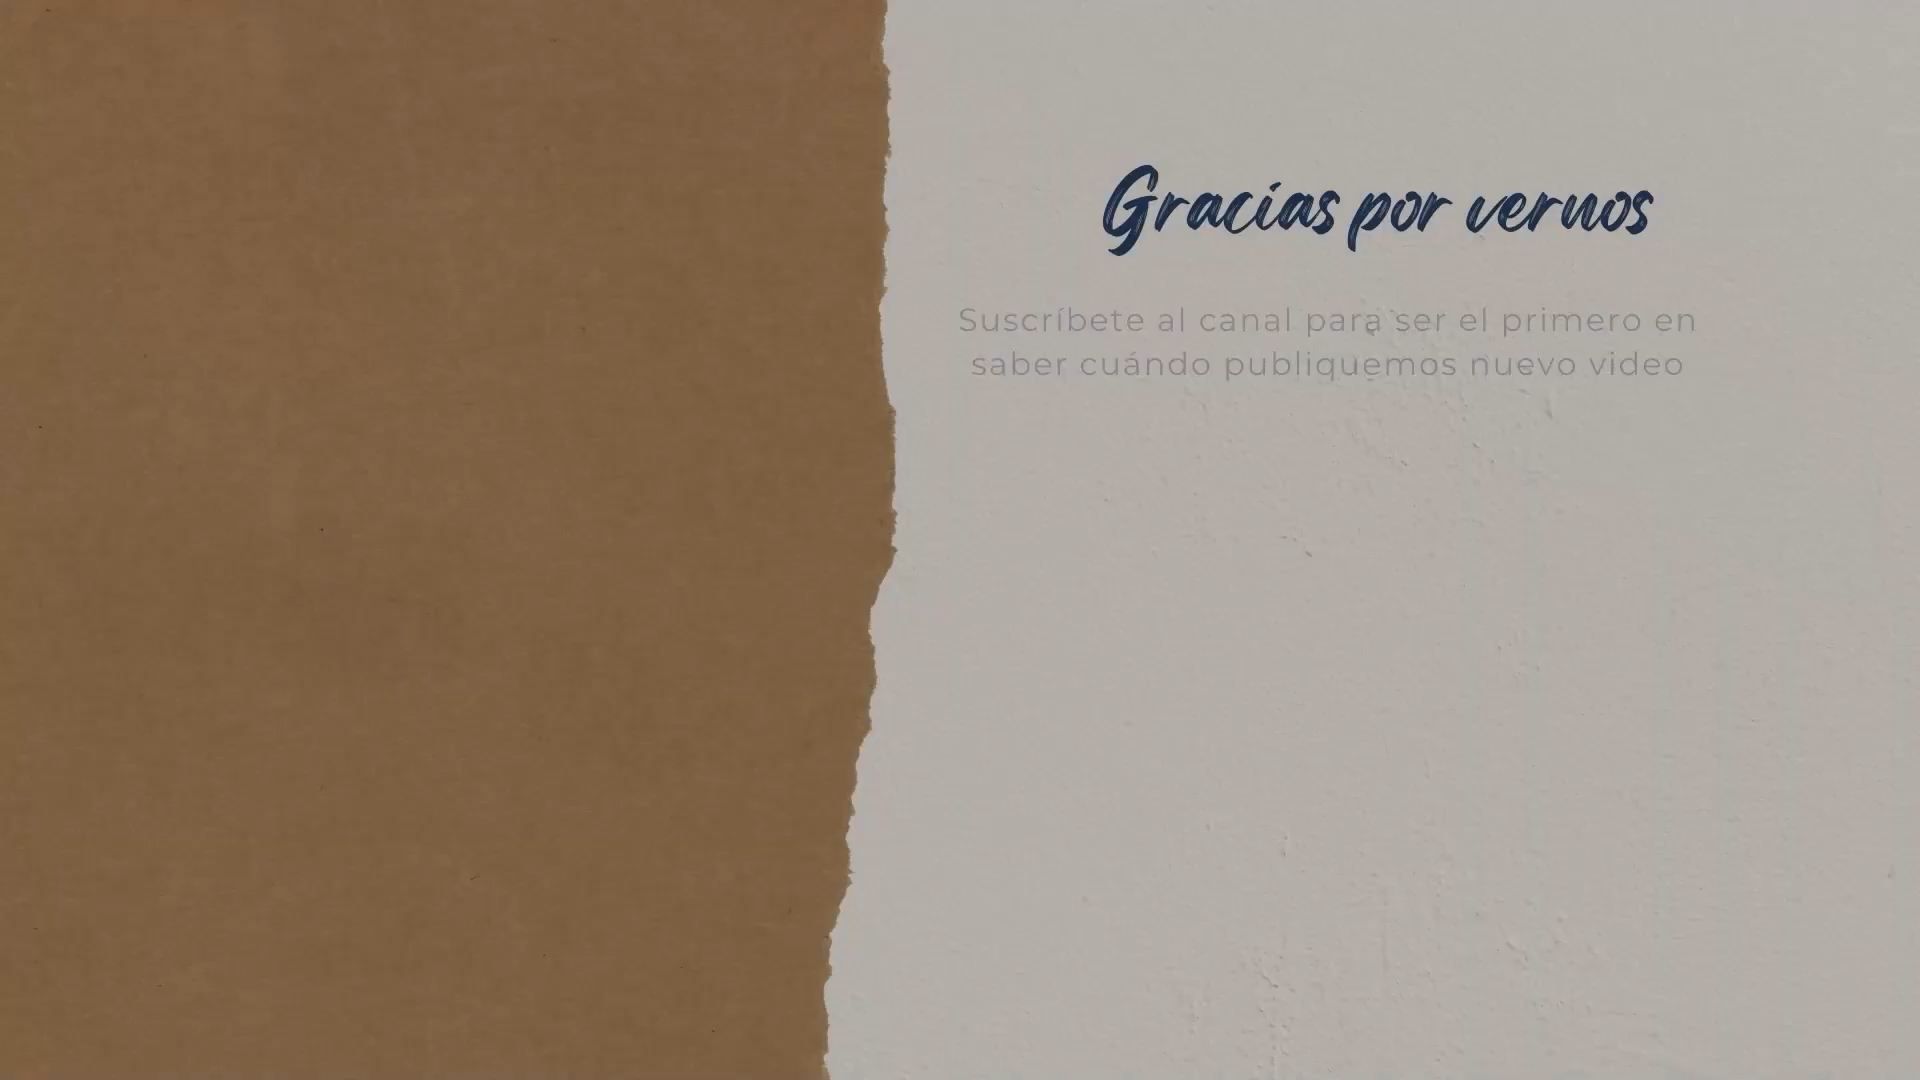 Gracias por vernos
Suscríbete al canal para ser el primero en
saber cuándo publiquemos nuevo video